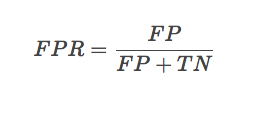 FPR = FP / FP + TN